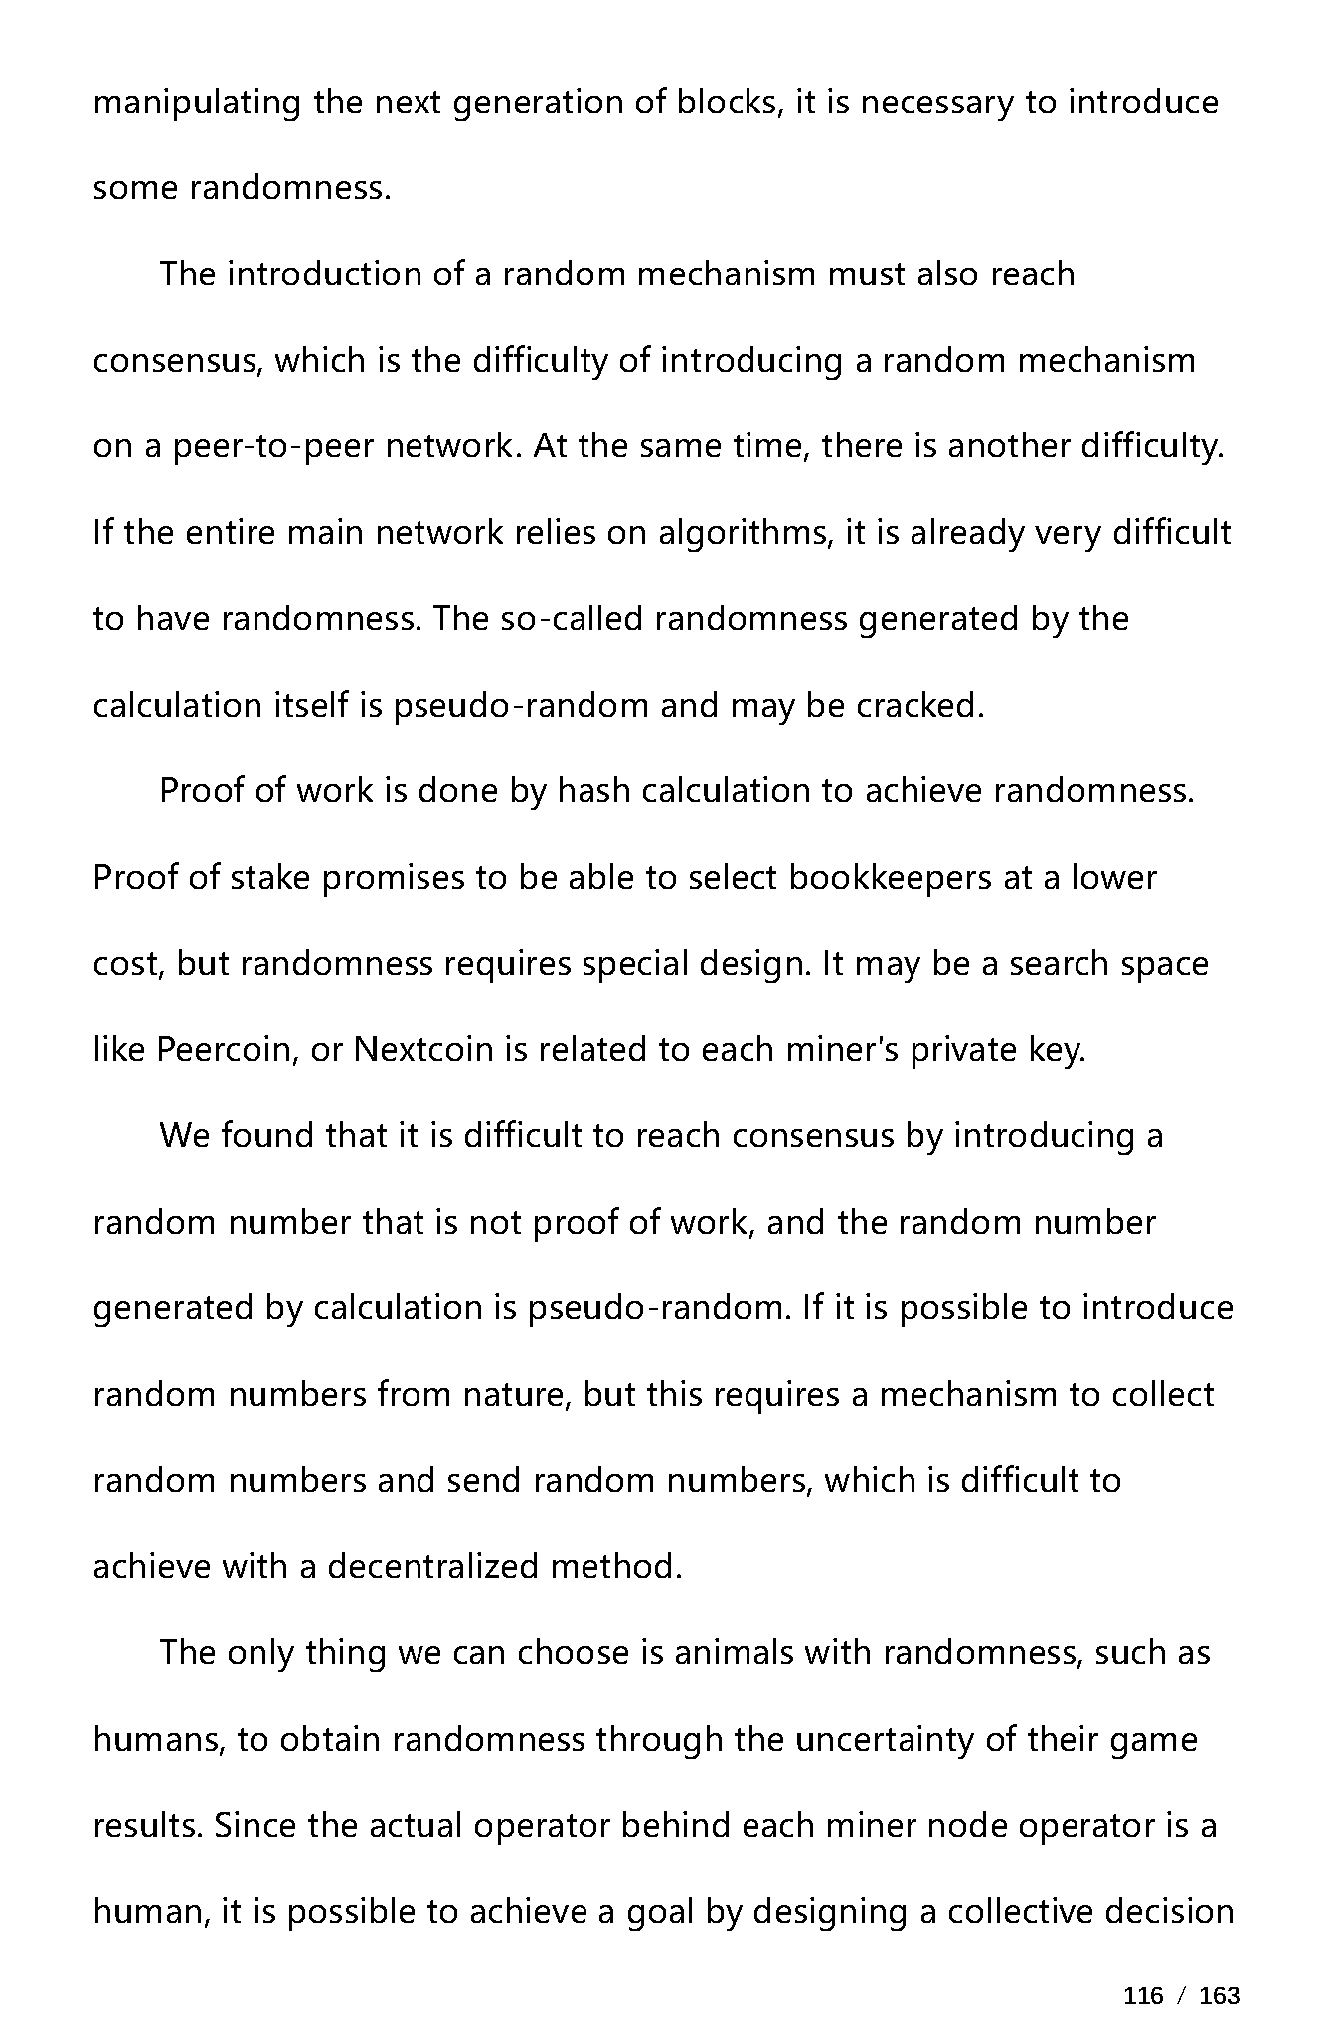 manipulating the next generation of blocks, it is necessary to introduce
some randomness.
The introduction of a random mechanism must also reach
consensus, which is the difficulty of introducing a random mechanism
on a peer-to-peer network. At the same time, there is another difficulty.
If the entire main network relies on algorithms, it is already very difficult
to have randomness. The so-called randomness generated by the
calculation itself is pseudo-random and may be cracked.
Proof of work is done by hash calculation to achieve randomness.
Proof of stake promises to be able to select bookkeepers at a lower
cost, but randomness requires special design. It may be a search space
like Peercoin, or Nextcoin is related to each miner's private key.
We found that it is difficult to reach consensus by introducing a
random number that is not proof of work, and the random number
generated by calculation is pseudo-random. If it is possible to introduce
random numbers from nature, but this requires a mechanism to collect
random numbers and send random numbers, which is difficult to
achieve with a decentralized method.
The only thing we can choose is animals with randomness, such as
humans, to obtain randomness through the uncertainty of their game
results. Since the actual operator behind each miner node operator is a
human, it is possible to achieve a goal by designing a collective decision
116 / 163